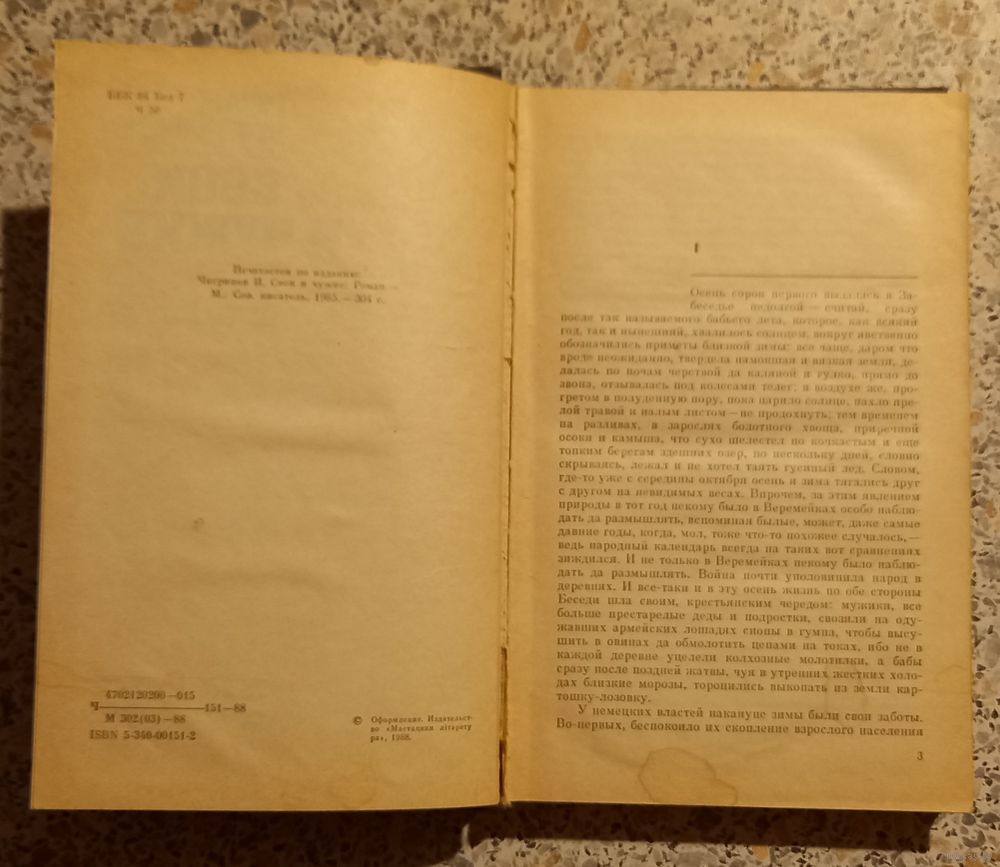 ББК 84 Бел 7
Печатается по изданию:
Чигринов И. Свои и чужие: Роман.—
М.: Сов. писатель, 1985.— 304 с.
4702120200—015
Ч 151—88
М 302(03)—88
ISBN 5-340-00151-2
© Оформление. Издательст-
во «Мастацкая літарату
ра», 1988.
I
Осень сорок первого выдалась в За-
беседье недолгой — считай, сразу
после так называемого бабьего лета, которое, как всякий
год, так и нынешний, хвалилось солнцем, вокруг явственно
обозначились приметы близкой зимы: все чаще, даром что
вроде неожиданно, твердела намокшая и вязкая земля, де-
лалась по ночам черствой да каляной и гулко, прямо до
звона, отзывалась под колесами телег; в воздухе же, про-
гретом в полуденную пору, пока парило солнце, пахло пре-
лой травой и палым листом — не продохнуть; тем временем
на разливах, в зарослях болотного хвоща, приречной
осоки и камыша, что сухо шелестел по кочкастым и еще
топким берегам здешних озер, по нескольку дней, словно
скрываясь, лежал и не хотел таять гусиный лед. Словом,
где-то уже с середины октября осень и зима тягались друг
с другом на невидимых весах. Впрочем, за этим явлением
природы в тот год некому было в Веремейках особо наблю-
дать да размышлять, вспоминая былые, может, даже самые
давние годы, когда, мол, тоже что-то похожее случалось,—
ведь народный календарь всегда на таких вот сравнениях
зиждился. И не только в Веремейках некому было наблю-
дать да размышлять. Война почти уполовинила народ в
деревнях. И все-таки и в эту осень жизнь по обе стороны
Беседи шла своим, крестьянским чередом: мужики, все
больше престарелые деды и подростки, свозили на оду-
жавших армейских лошадях снопы в гумна, чтобы высу-
шить в овинах да обмолотить цепами на токах, ибо не в
каждой деревне уцелели колхозные молотилки, а бабы
сразу после поздней жатвы, чуя в утренних жестких холо-
дах близкие морозы, торопились выкопать из земли кар-
тошку-лозовку.
У немецких властей накануне зимы были свои заботы.
Во-первых, беспокоило их скопление взрослого населения
3